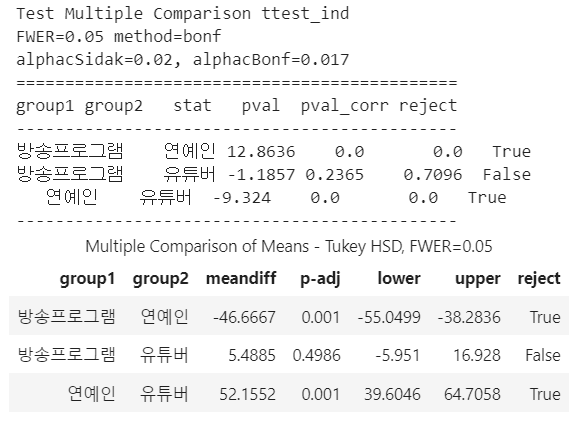 Test Multiple Comparison ttest_ind
FWER=0.05 method=bonf
alphacSidak=0.02, alphacBonf=0.017
=============================================
group1 group2 stat pval pval_corr reject
---------------------------------------------
방송프로그램 연예인 12.8636 0.0 0.0 True
방송프로그램 유튜버 -1.1857 0.2365 0.7096 False
연예인 유튜버 -9.324 0.0 0.0 True
---------------------------------------------
Multiple Comparison of Means - Tukey HSD, FWER=0.05
group1 group2 meandiff p-adj lower upper reject
방송프로그램 연예인 -46.6667 0.001 -55.0499 -38.2836 True
방송프로그램 유튜버 5.4885 0.4986 -5.951 16.928 False
연예인 유튜버 52.1552 0.001 39.6046 64.7058 True